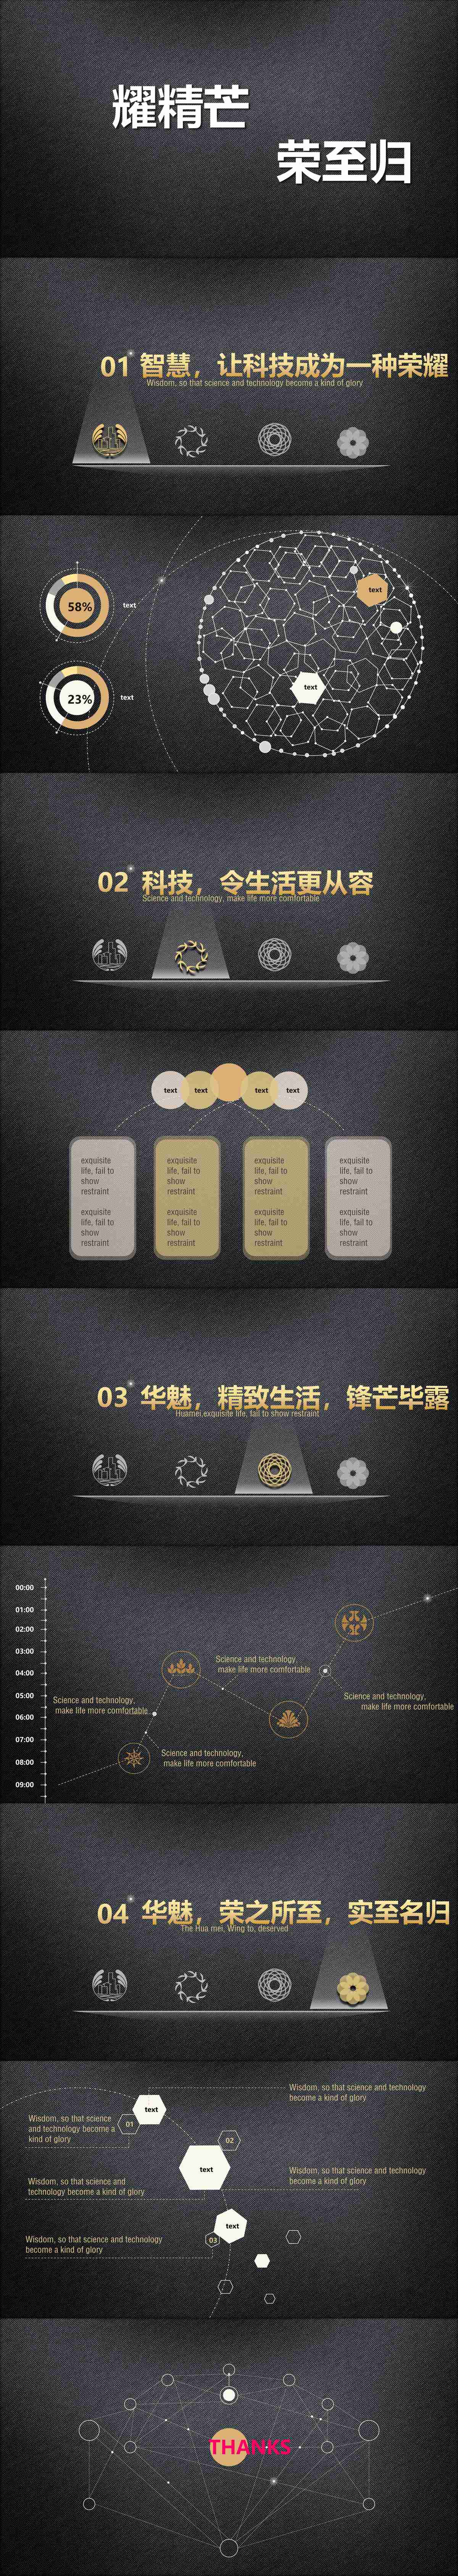 耀精芒
荣至归
01 智慧，让科技成为一种荣耀
Wisdom, so that science and technology become a kind of glory
58%
text
23%
text
text
text
02 科技，令生活更从容
Science and technology, make life more comfortable
text
text
text
text
exquisite
life, fail to
show
restraint
exquisite
life, fail to
show
restraint
exquisite
life, fail to
show
restraint
exquisite
life, fail to
show
restraint
exquisite
life, fail to
show
restraint
exquisite
life, fail to
show
restraint
exquisite
life, fail to
show
restraint
exquisite
life, fail to
show
restraint
03 华魅，精致生活，锋芒毕露
Huamei,exquisite life, fail to show restraint
00:00
01:00
02:00
03:00
04:00
05:00
06:00
07:00
08:00
09:00
Science and technology,
make life more comfortable
Science and technology,
make life more comfortable
Science and technology,
make life more comfortable
Science and technology,
make life more comfortable
04 华魅，荣之所至，实至名归
The Hua mei, Wing to, deserved
Wisdom, so that science and technology
become a kind of glory
text
01
Wisdom, so that science
and technology become a
kind of glory
02
text
Wisdom, so that science and technology
become a kind of glory
Wisdom, so that science and
technology become a kind of glory
text
03
Wisdom, so that science and technology
become a kind of glory
THANKS